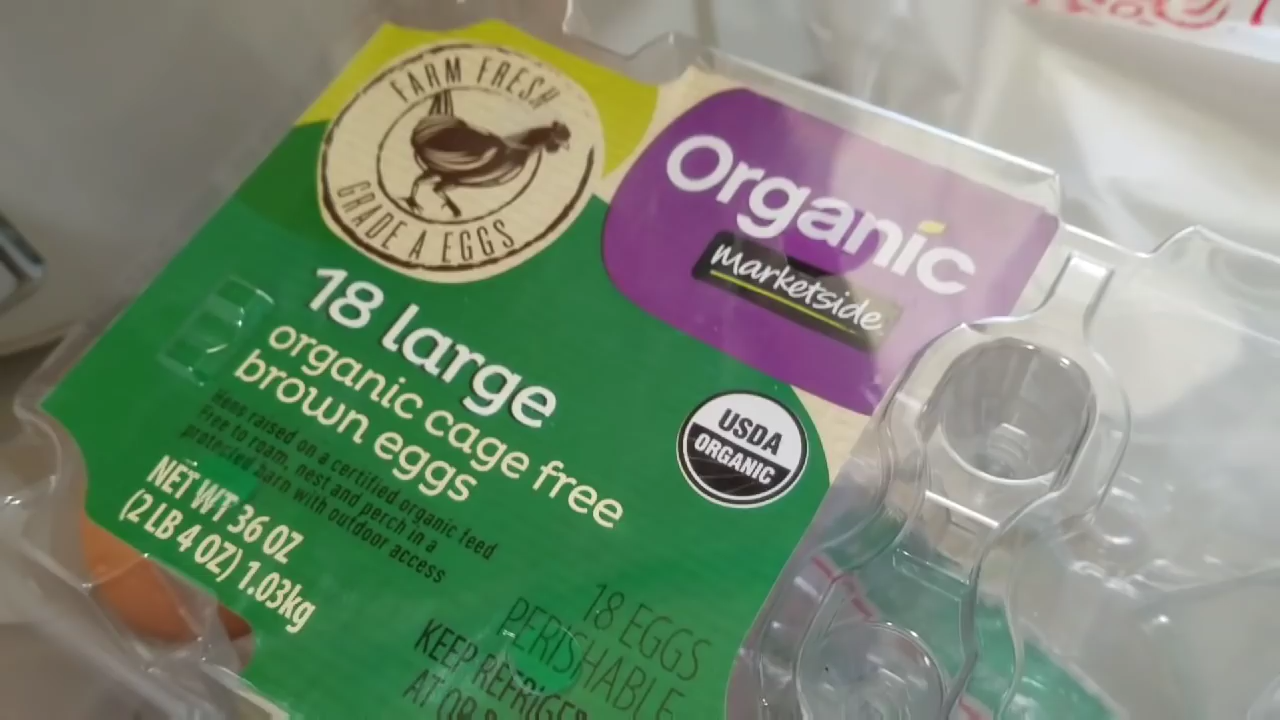 FARM FRESH
GRADE A EGGS
Organic
marketside
18 large
organic cage free
brown eggs
USDA
ORGANIC
Hens raised on a certified organic feed
Free to roam, nest and perch in a
protected barn with outdoor access
NET WT 36 OZ
(2 LB 4 OZ) 1.03kg
18 EGGS
PERISHABLE
KEEP
AT OR